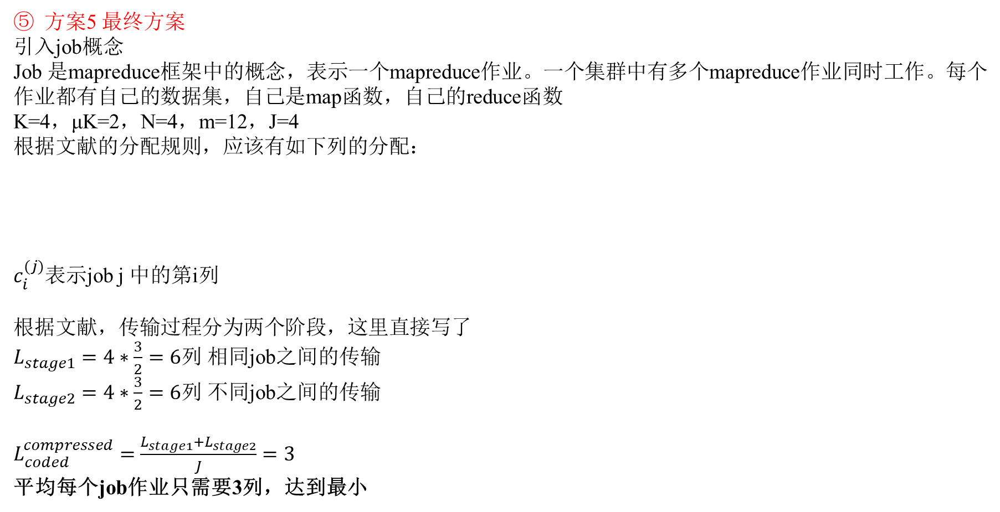 ⑤ 方案5 最终方案
引入job概念
Job 是mapreduce框架中的概念，表示一个mapreduce作业。一个集群中有多个mapreduce作业同时工作。每个
作业都有自己的数据集，自己是map函数，自己的reduce函数
K=4，μK=2，N=4，m=12，J=4
根据文献的分配规则，应该有如下列的分配：
$c_i^{(j)}$表示job j 中的第i列
根据文献，传输过程分为两个阶段，这里直接写了
$L_{stage1} = 4 * \frac{3}{2} = 6$列 相同job之间的传输
$L_{stage2} = 4 * \frac{3}{2} = 6$列 不同job之间的传输
$L_{coded}^{compressed} = \frac{L_{stage1}+L_{stage2}}{J} = 3$
平均每个job作业只需要3列，达到最小